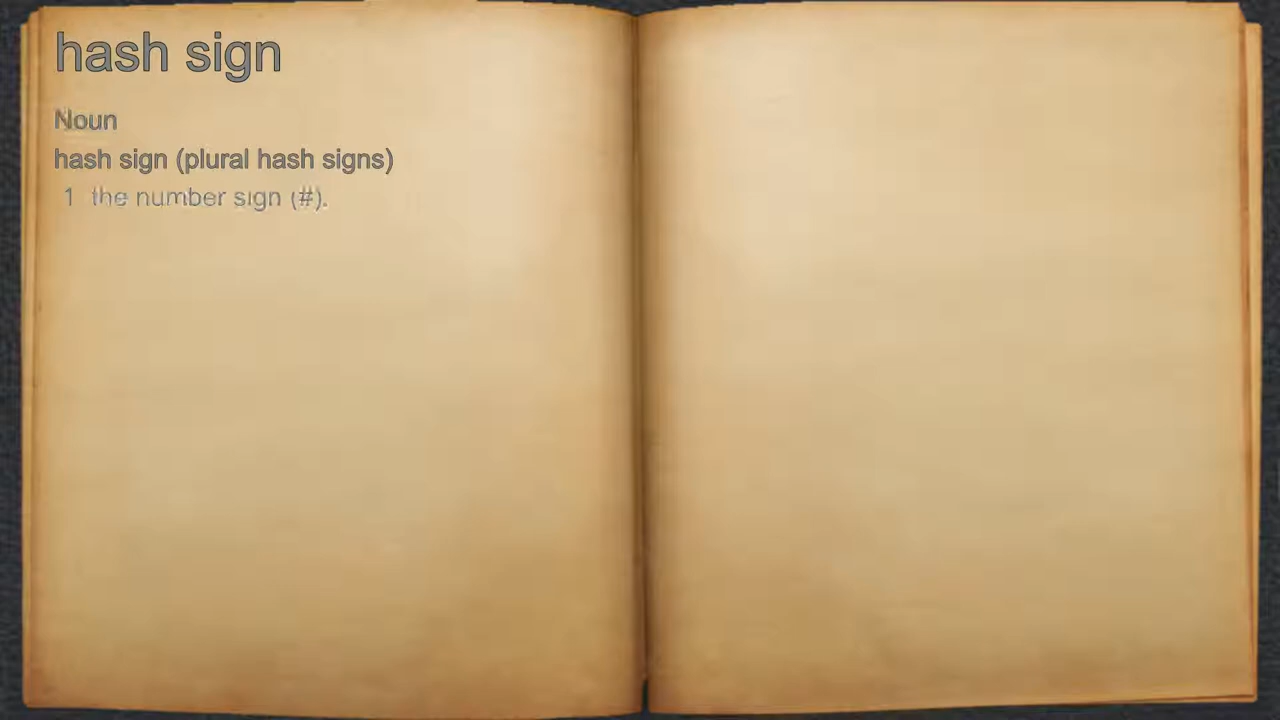 hash sign
Noun
hash sign (plural hash signs)
1 the number sign (#).